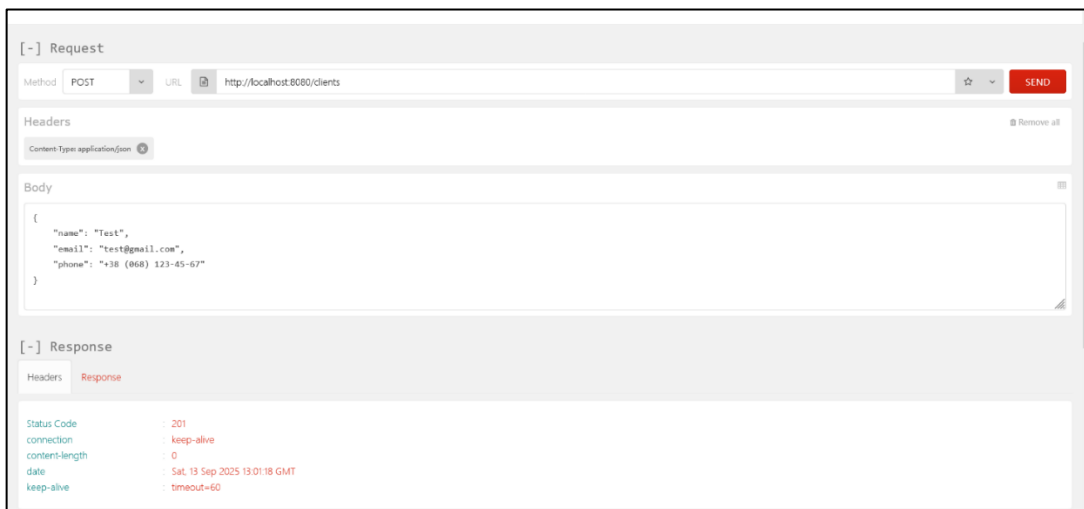 [-] Request
Method POST URL http://localhost:8080/clients SEND
Headers Remove all
Content-Type: application/json
Body
{
"name": "Test",
"email": "test@gmail.com",
"phone": "+38 (068) 123-45-67"
}
[-] Response
Headers Response
Status Code : 201
connection : keep-alive
content-length : 0
date : Sat, 13 Sep 2025 13:01:18 GMT
keep-alive : timeout=60